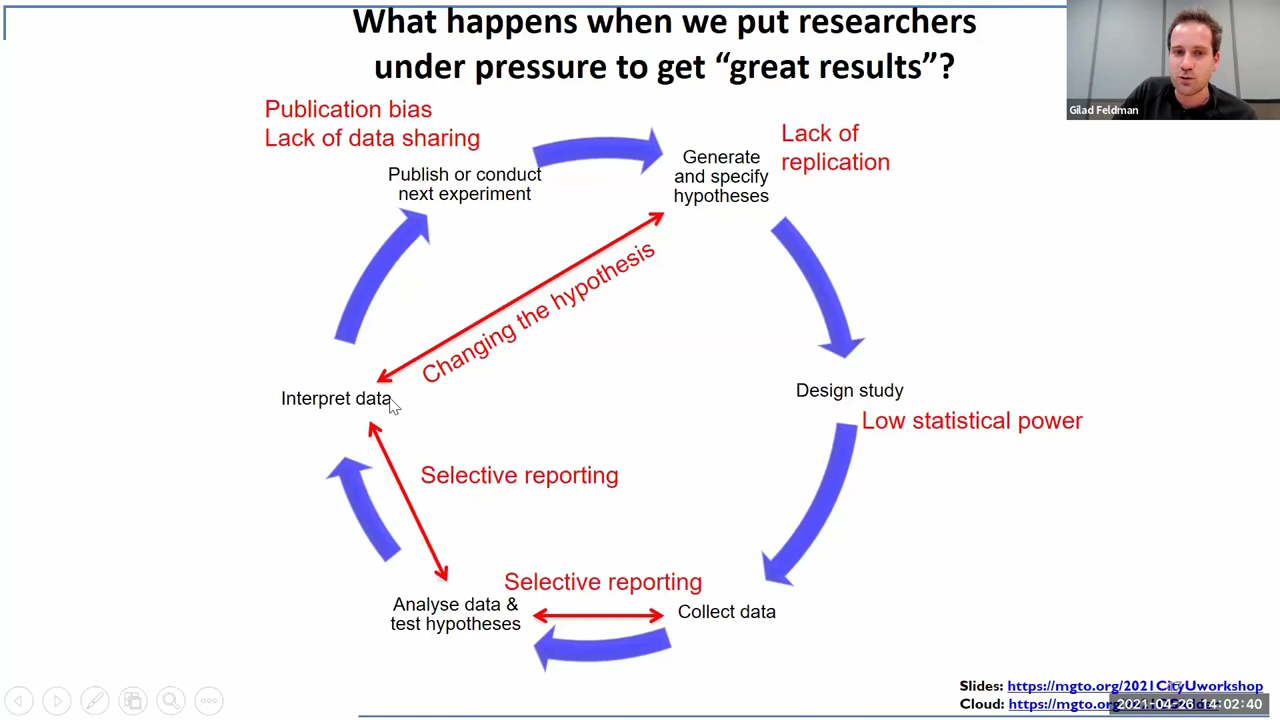 What happens when we put researchers
under pressure to get “great results”?
Gilad Feldman
Publication bias
Lack of data sharing
Publish or conduct
next experiment
Generate
and specify
hypotheses
Lack of
replication
Changing the hypothesis
Interpret data
Design study
Low statistical power
Selective reporting
Selective reporting
Analyse data &
test hypotheses
Collect data
Slides: https://mgto.org/2021CityUworkshop
Cloud: https://mgto.org/
2021-04-26 14:02:40